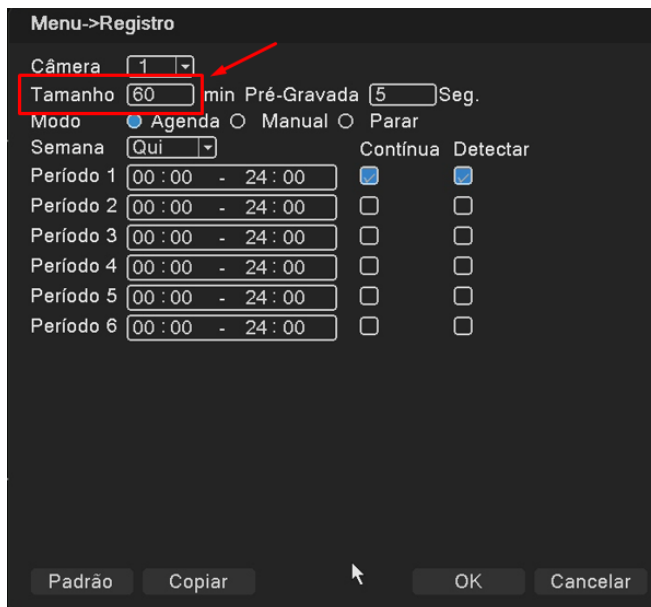 Menu->Registro
Câmera 1
Tamanho 60 min Pré-Gravada 5 Seg.
Modo Agenda Manual Parar
Semana Qui Contínua Detectar
Período 1 00:00 - 24:00
Período 2 00:00 - 24:00
Período 3 00:00 - 24:00
Período 4 00:00 - 24:00
Período 5 00:00 - 24:00
Período 6 00:00 - 24:00
Padrão Copiar OK Cancelar